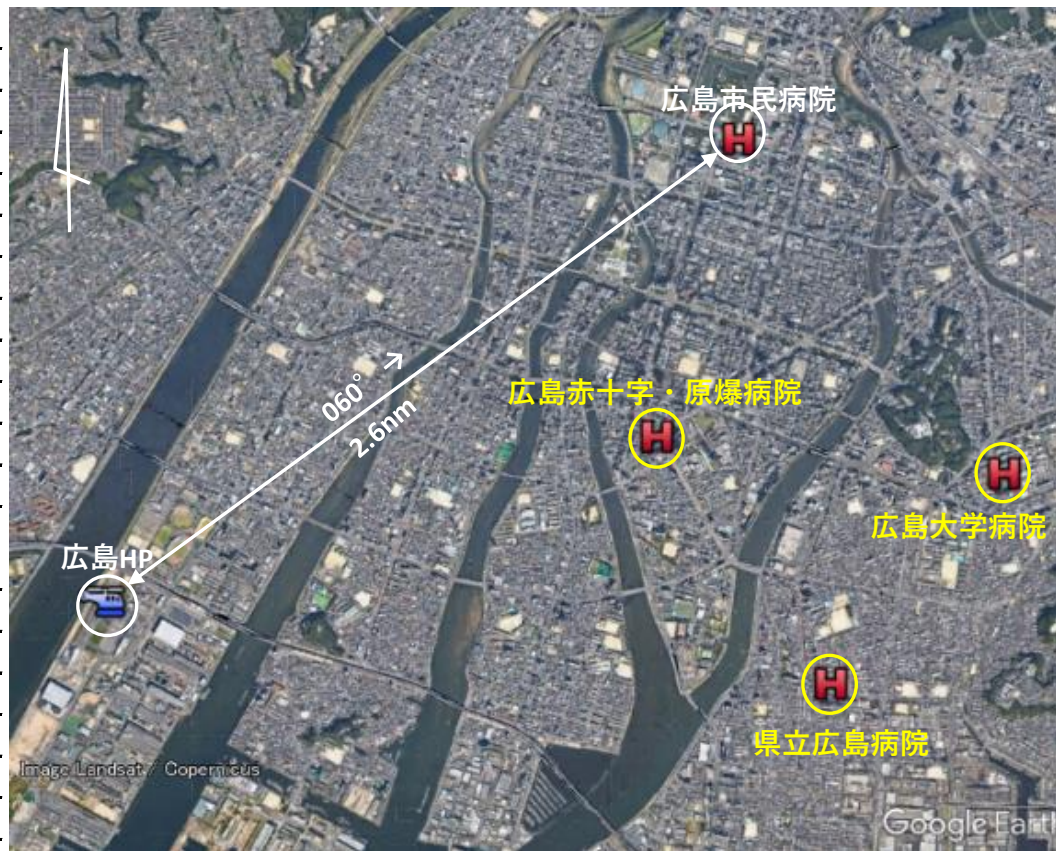 広島市民病院
H
060° →
2.6nm
広島赤十字・原爆病院
H
H
広島大学病院
広島HP
H
県立広島病院
Image Landsat / Copernicus
Google Earth